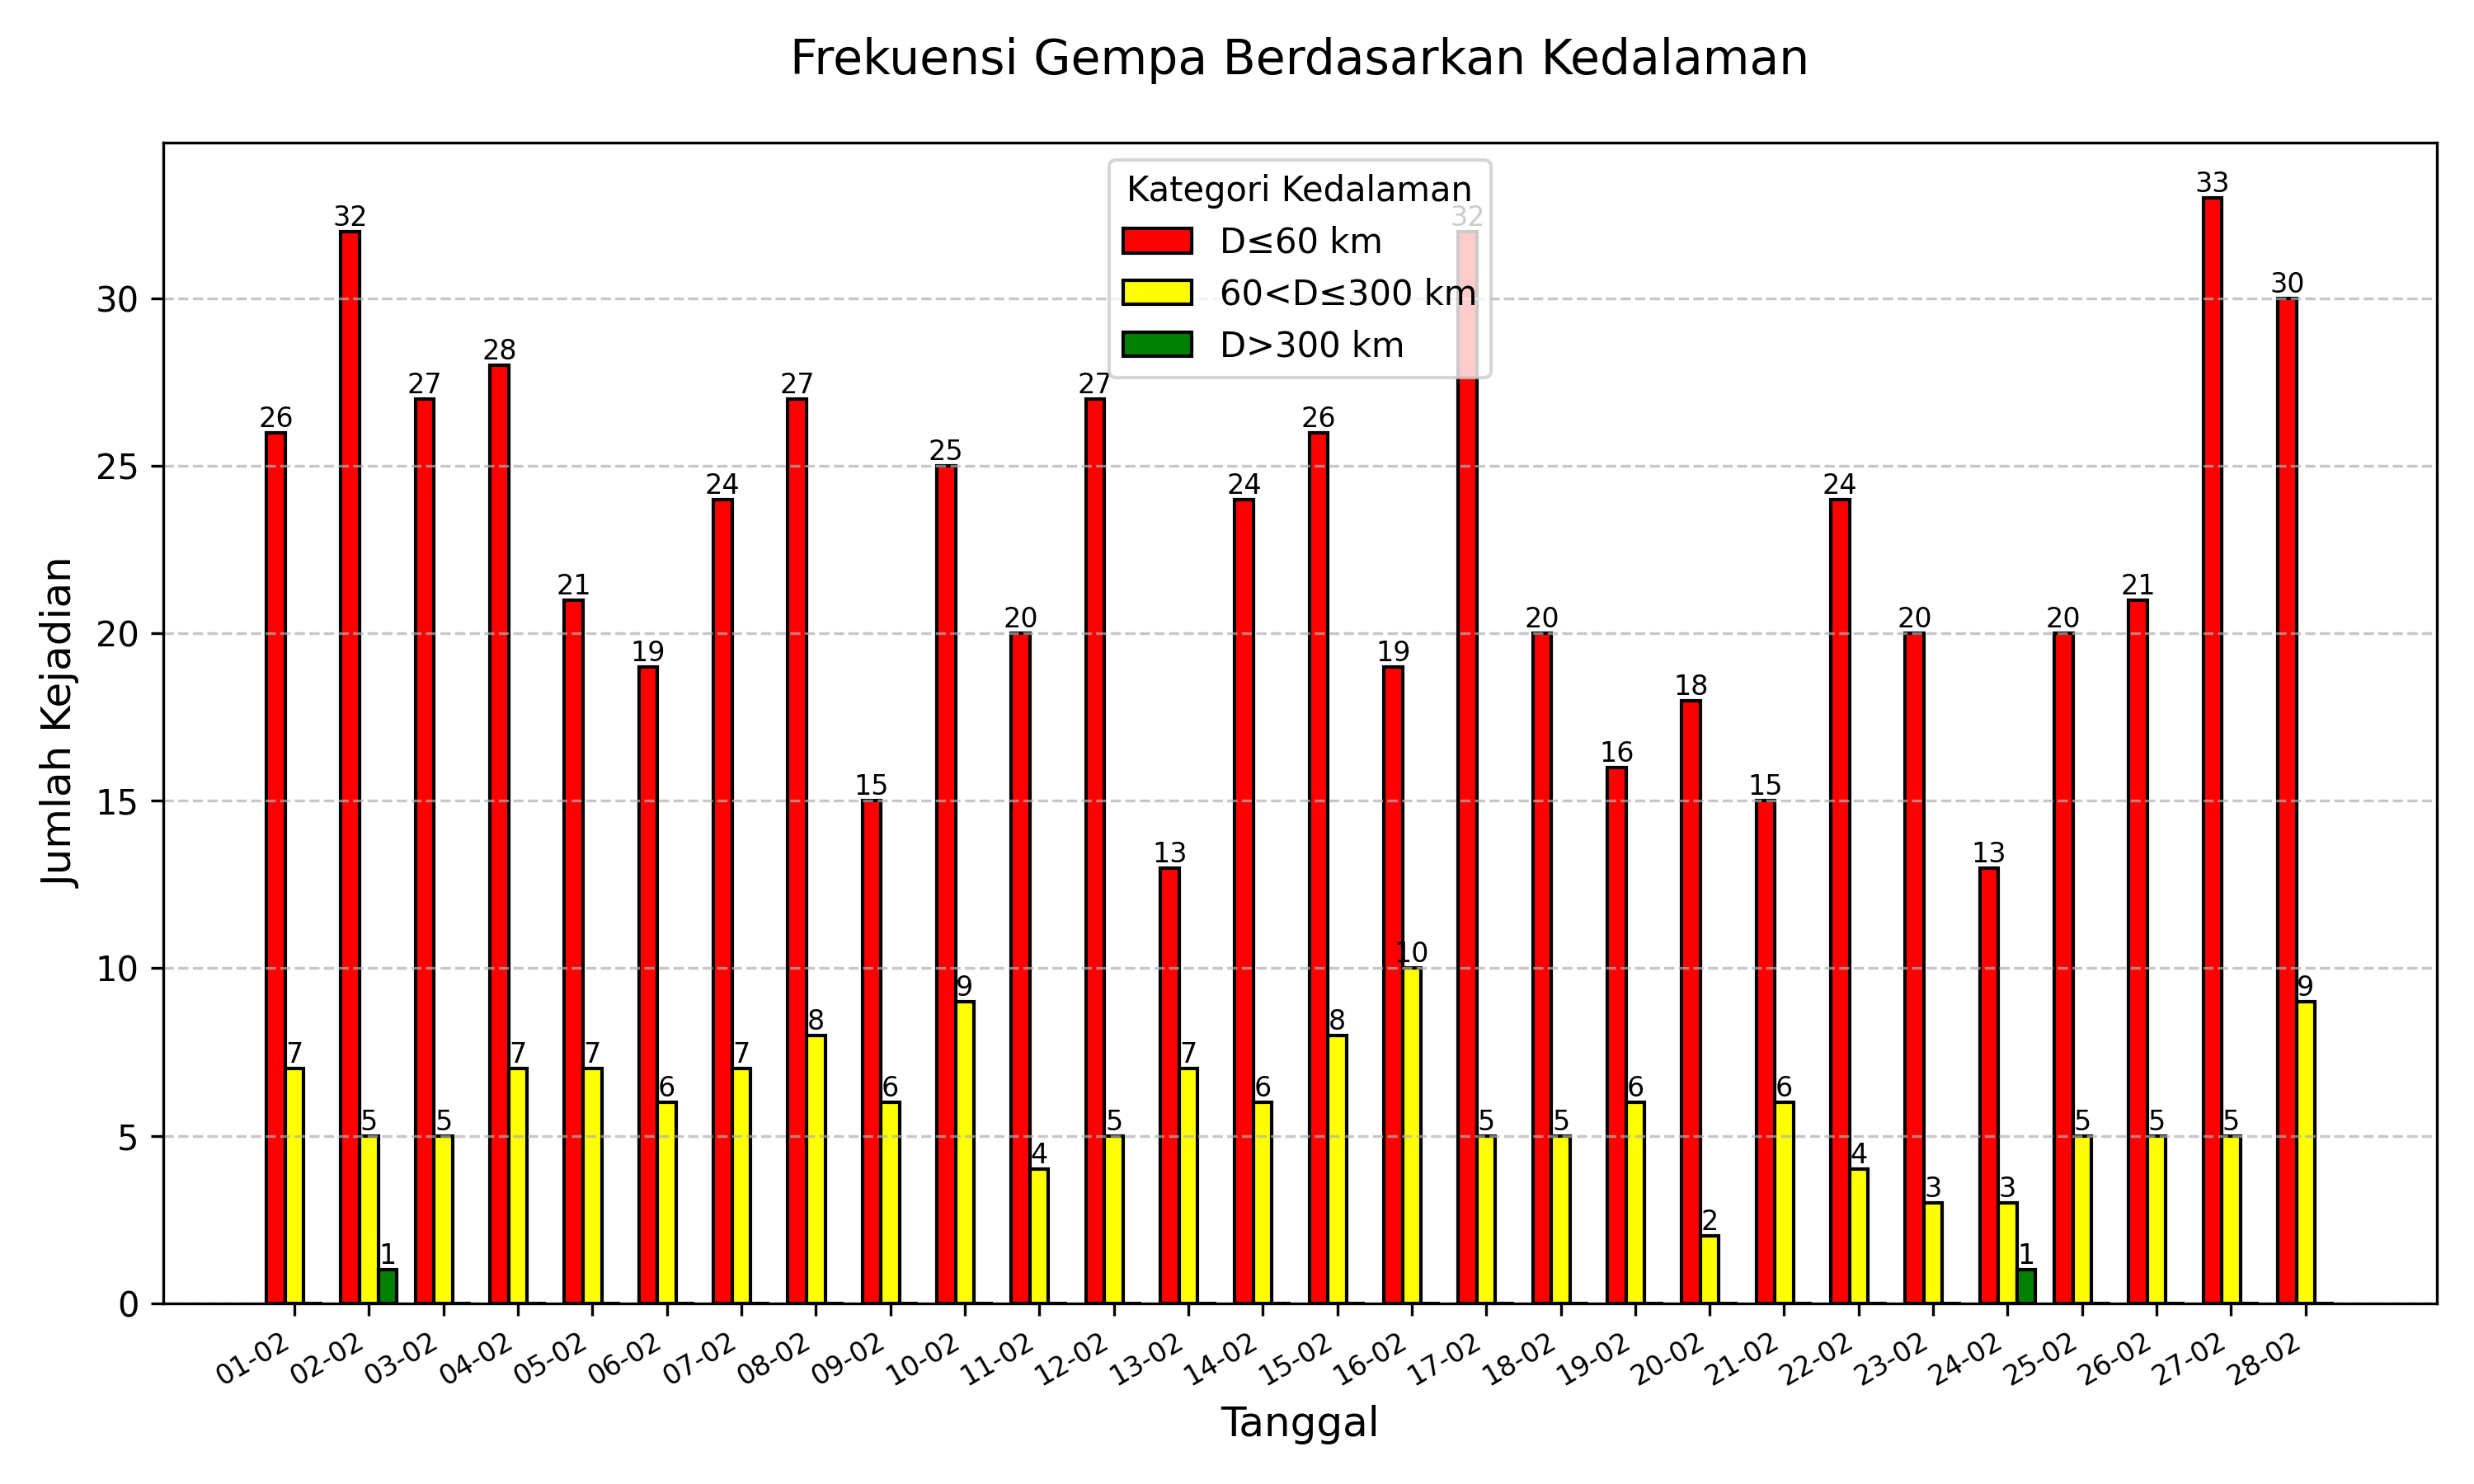 Frekuensi Gempa Berdasarkan Kedalaman
Kategori Kedalaman
D≤60 km
60<D≤300 km
D>300 km
Jumlah Kejadian
30
25
20
15
10
5
0
26 32 27 28 21 19 24 27 15 25 20 27 13 24 26 19 32 20 16 18 15 24 20 13 20 21 33 30
7 5 5 7 7 6 7 8 6 9 4 5 7 6 8 10 5 5 6 2 6 4 3 3 5 5 5 9
1 1
01-02 02-02 03-02 04-02 05-02 06-02 07-02 08-02 09-02 10-02 11-02 12-02 13-02 14-02 15-02 16-02 17-02 18-02 19-02 20-02 21-02 22-02 23-02 24-02 25-02 26-02 27-02 28-02
Tanggal